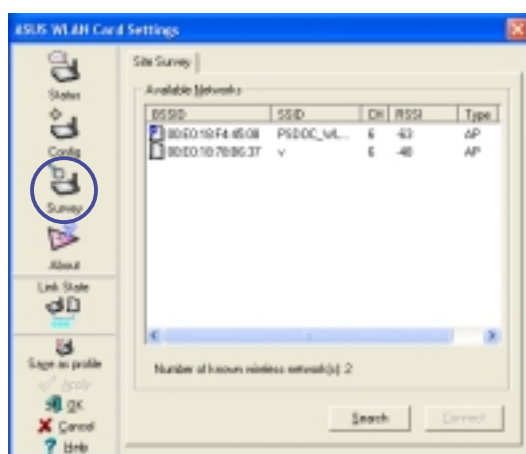 ASUS WLAN Card Settings
Status
Config
Survey
About
Link State
Save as profile
Apply
OK
Cancel
Help
Site Survey
Available Networks
BSSID SSID CH RSSI Type
00:E0:18:F4:45:08 PSDOC_WL... 6 -63 AP
00:E0:18:78:B6:37 v 6 -48 AP
Number of known wireless network(s): 2
Search Connect